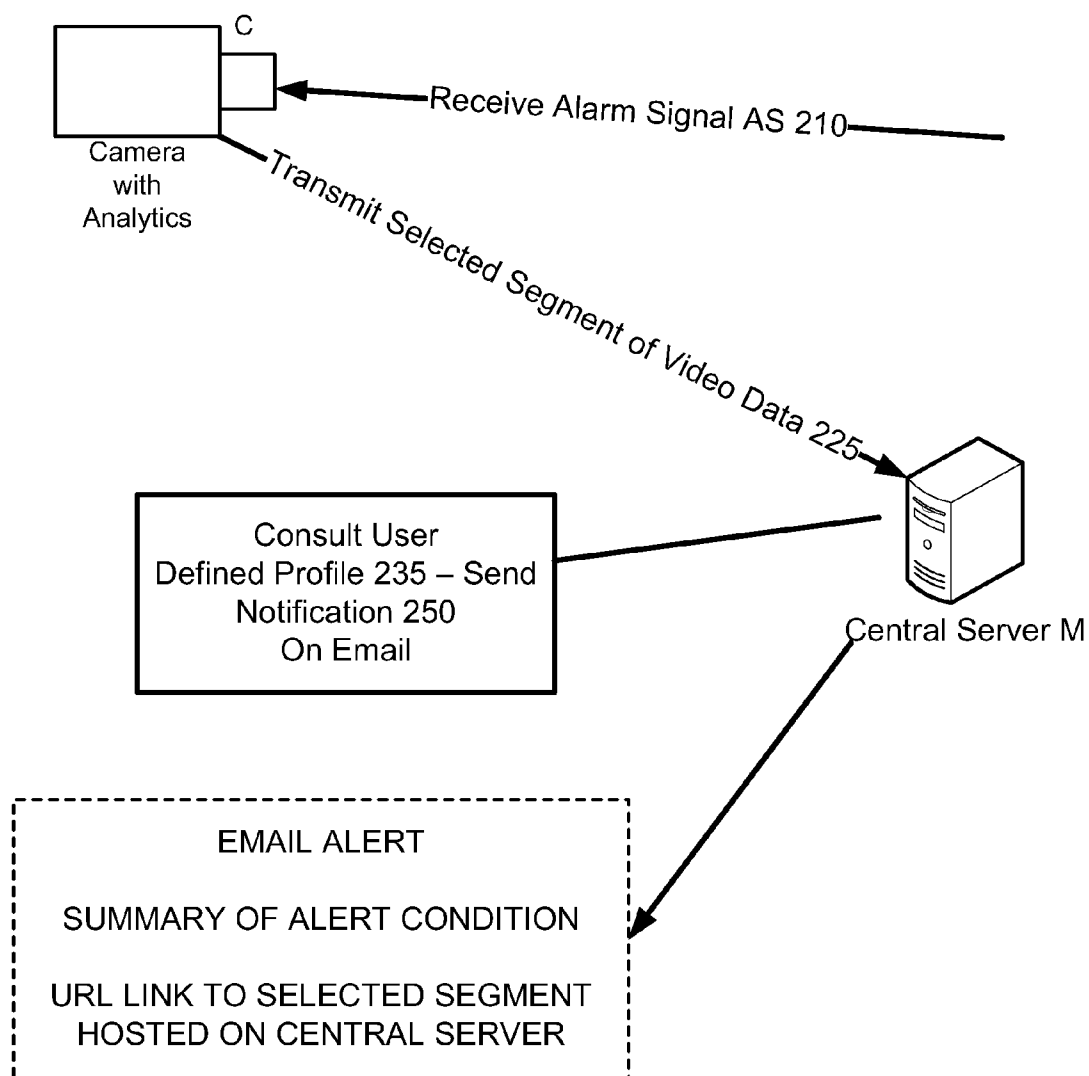 C
Receive Alarm Signal AS 210
Camera
with
Analytics
Transmit Selected Segment of Video Data 225
Consult User
Defined Profile 235 – Send
Notification 250
On Email
Central Server M
EMAIL ALERT
SUMMARY OF ALERT CONDITION
URL LINK TO SELECTED SEGMENT
HOSTED ON CENTRAL SERVER